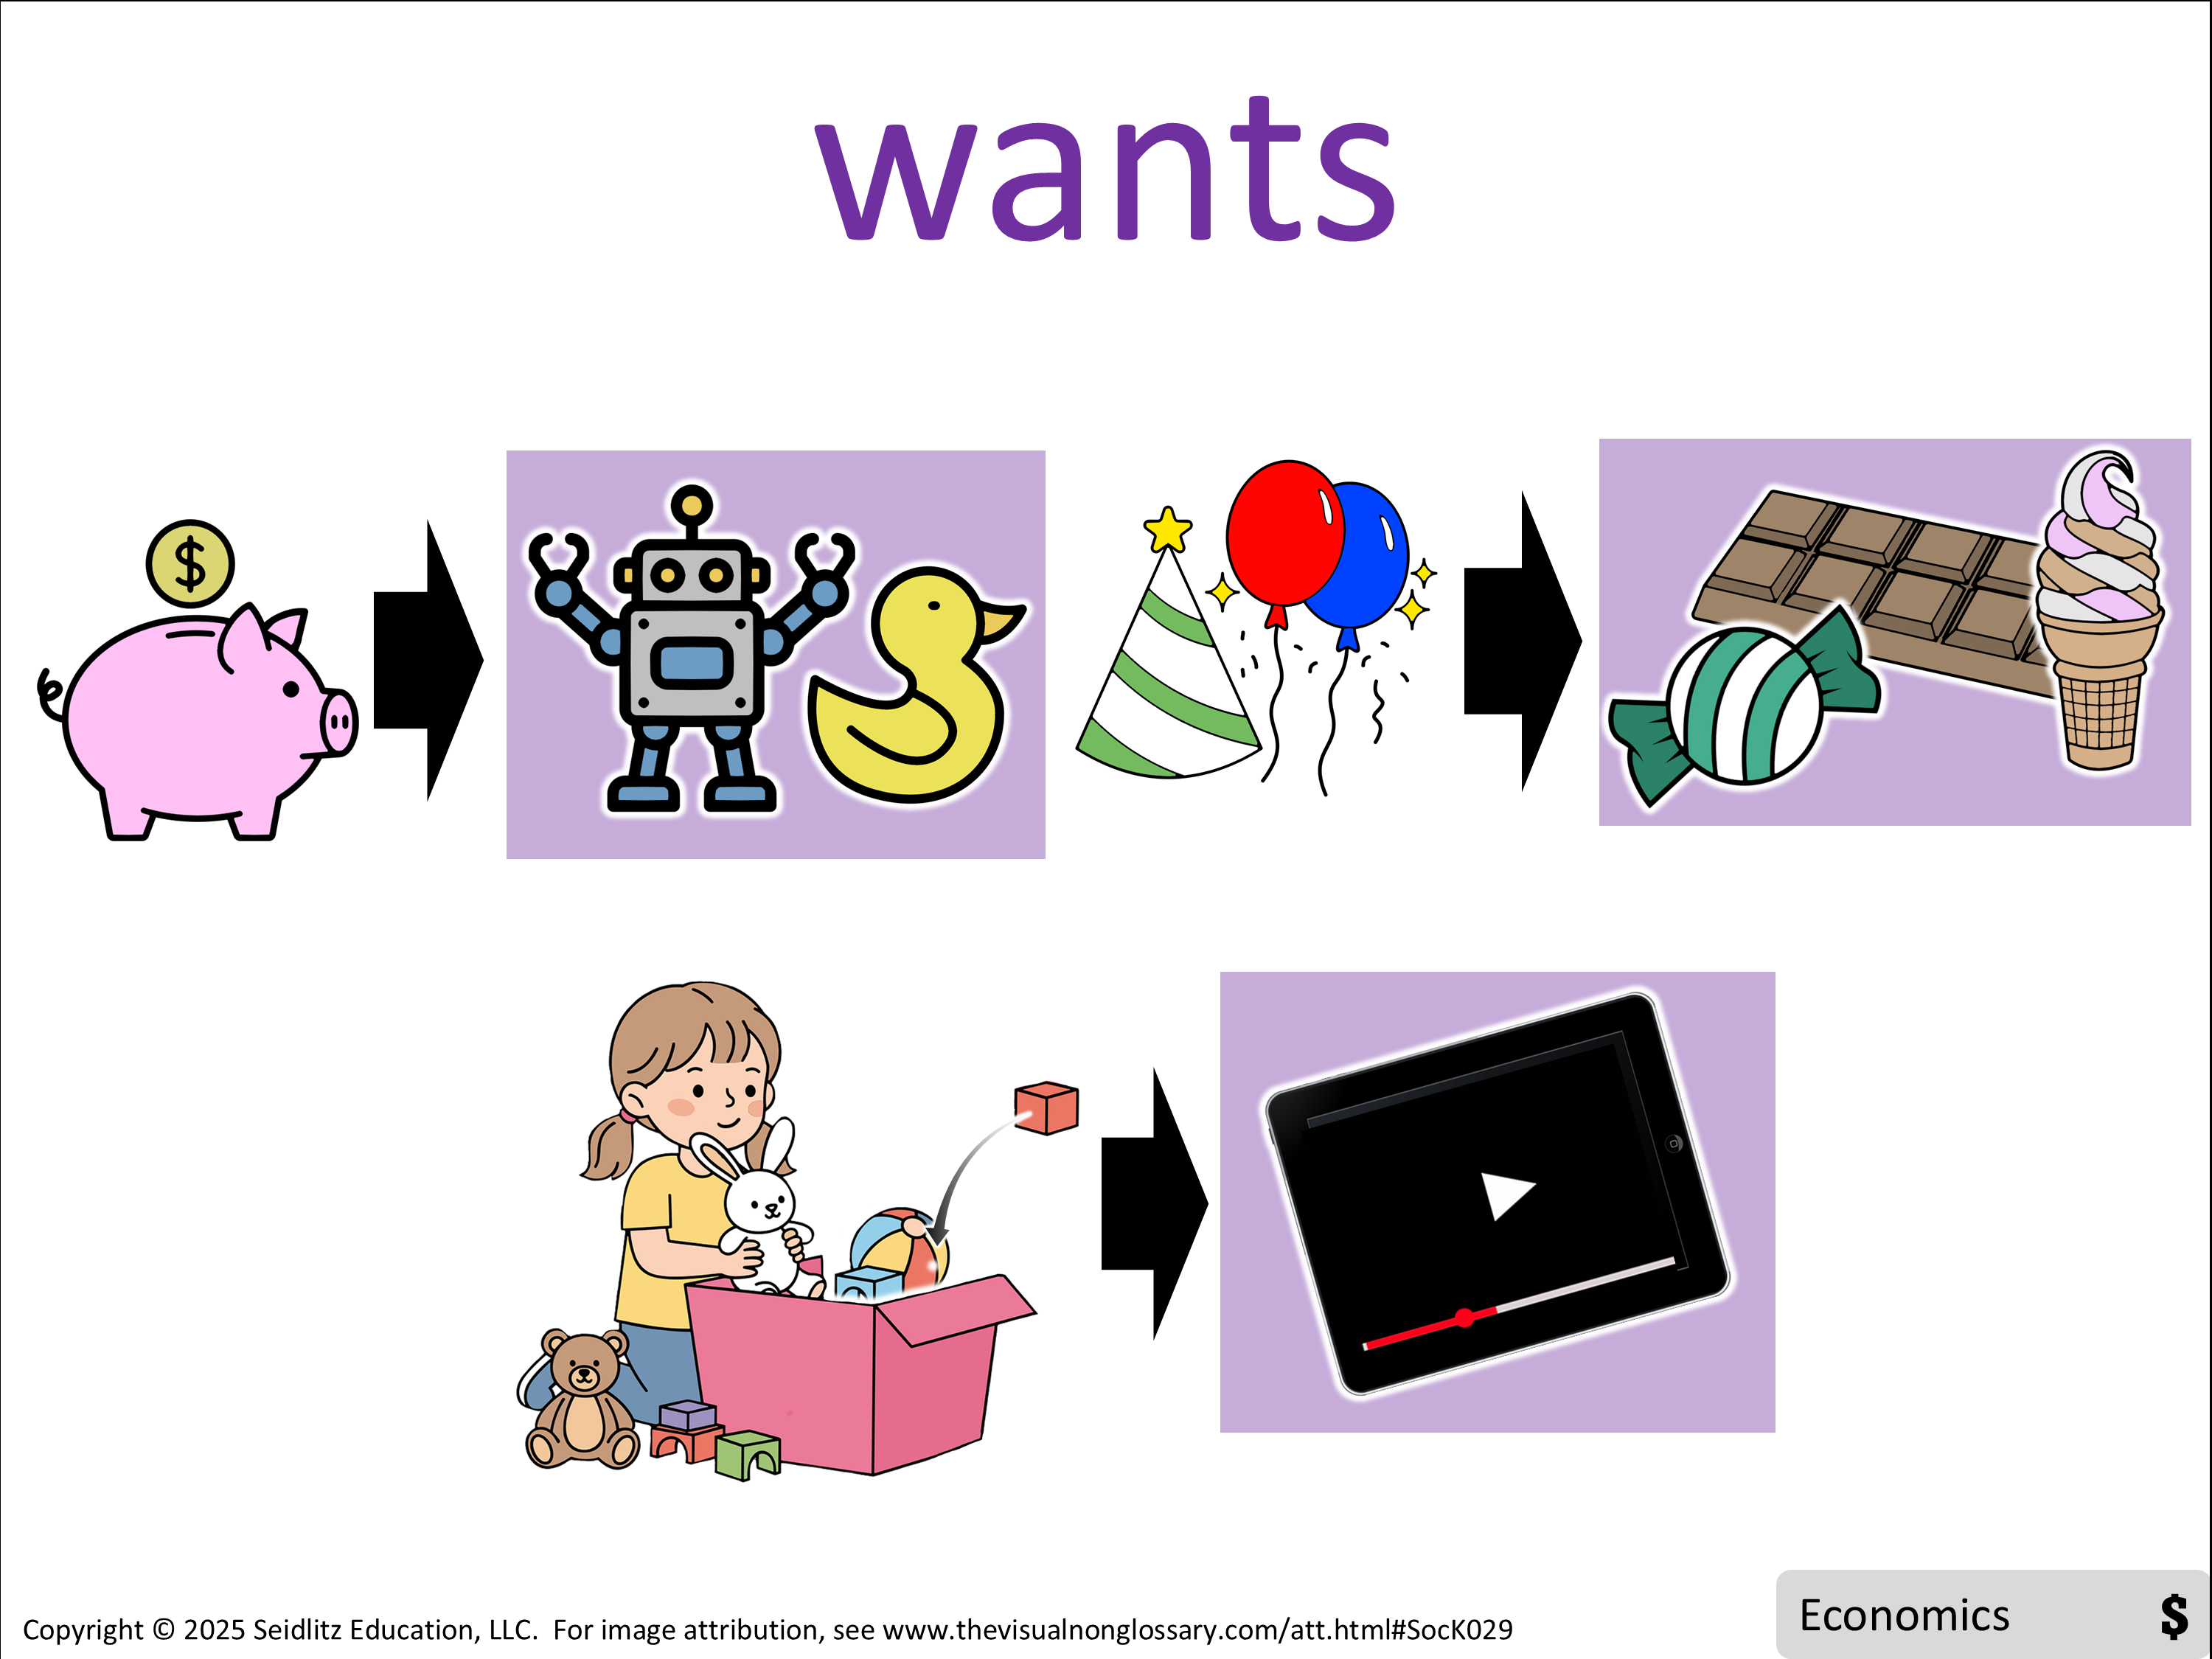 wants
$
Copyright © 2025 Seidlitz Education, LLC. For image attribution, see www.thevisualnonglossary.com/att.html#SocK029
Economics $